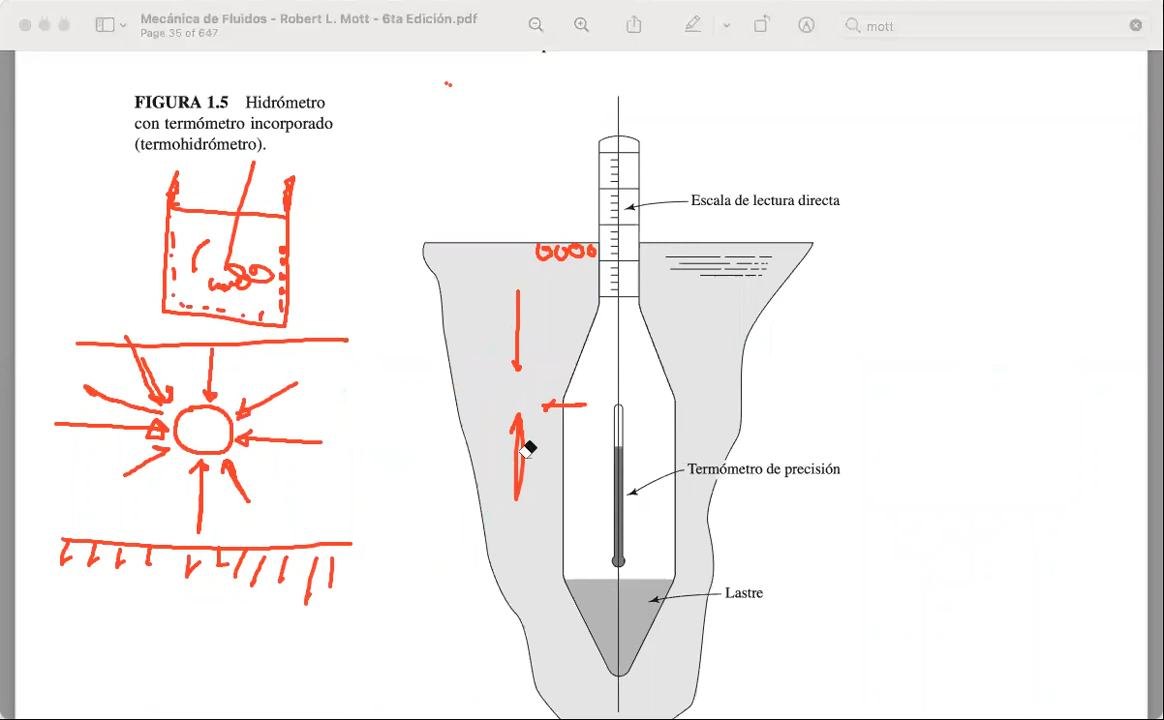 Mecánica de Fluidos - Robert L. Mott - 6ta Edición.pdf
Page 35 of 647
mott
FIGURA 1.5 Hidrómetro
con termómetro incorporado
(termohidrómetro).
Escala de lectura directa
Termómetro de precisión
Lastre